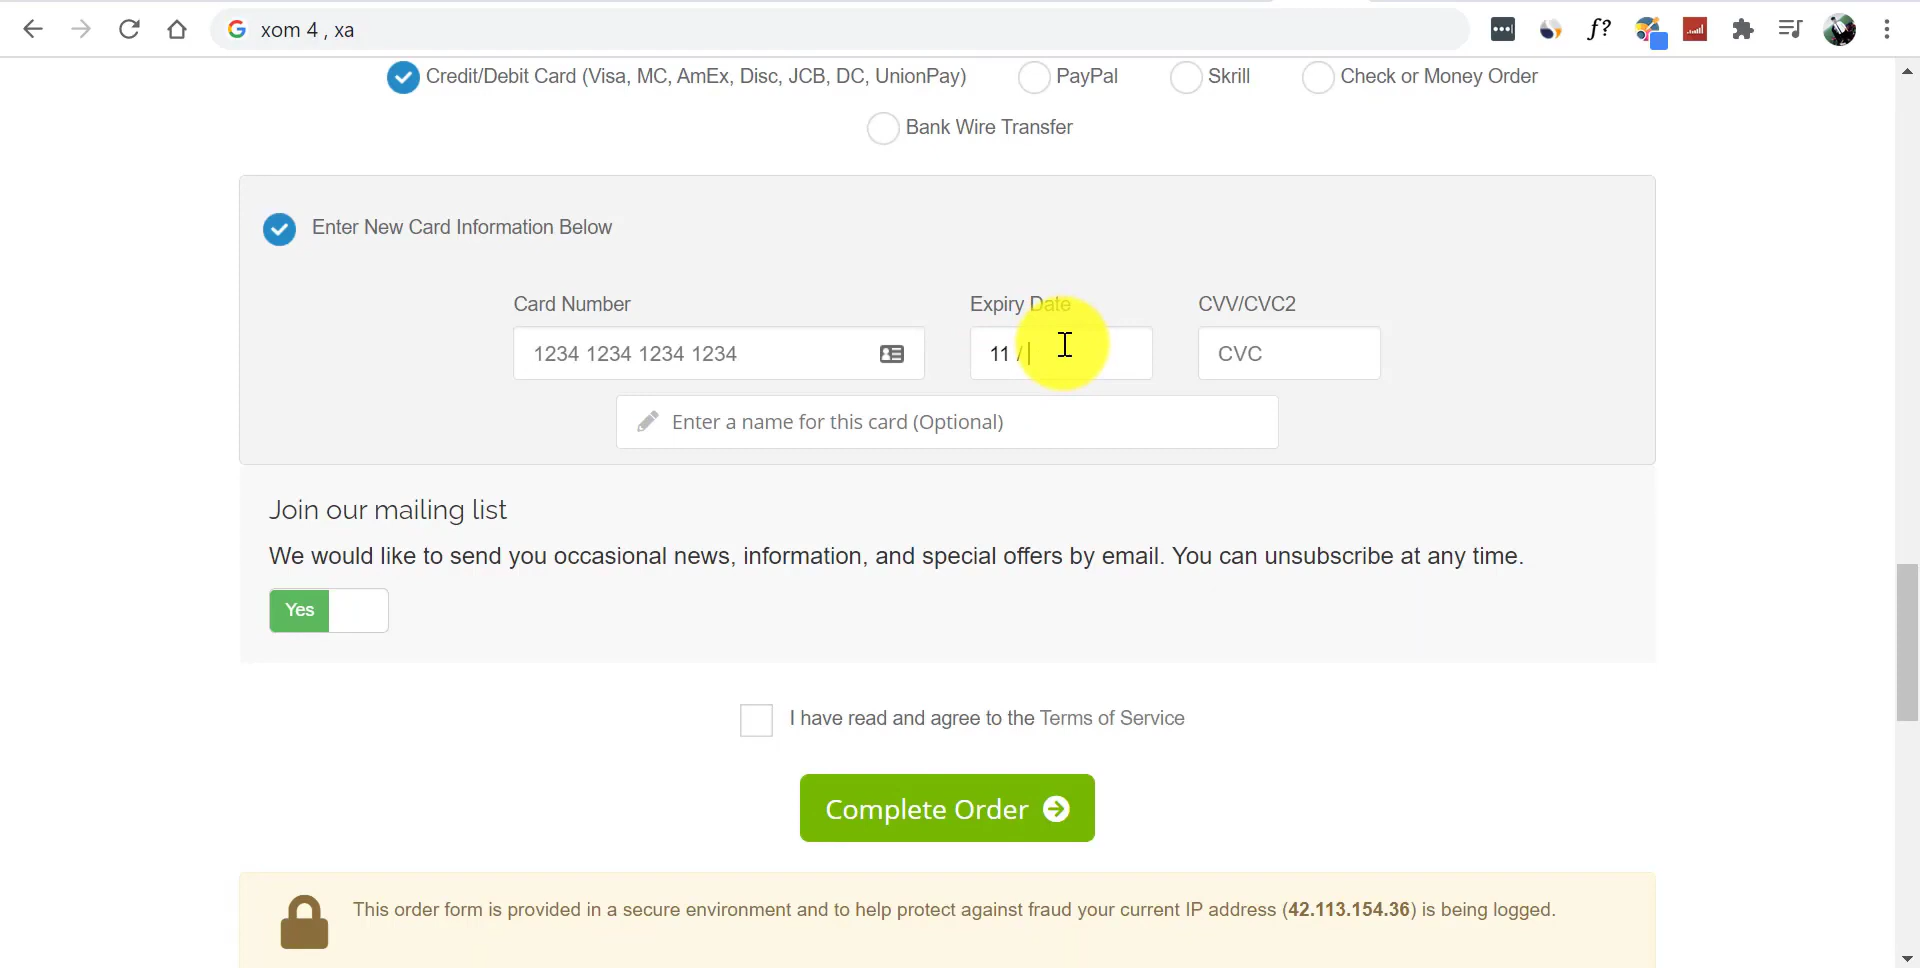 xom 4 , xa
f?
Credit/Debit Card (Visa, MC, AmEx, Disc, JCB, DC, UnionPay) PayPal Skrill Check or Money Order
Bank Wire Transfer
Enter New Card Information Below
Card Number Expiry Date CVV/CVC2
1234 1234 1234 1234 11 / CVC
Enter a name for this card (Optional)
Join our mailing list
We would like to send you occasional news, information, and special offers by email. You can unsubscribe at any time.
Yes
I have read and agree to the Terms of Service
Complete Order
This order form is provided in a secure environment and to help protect against fraud your current IP address (42.113.154.36) is being logged.